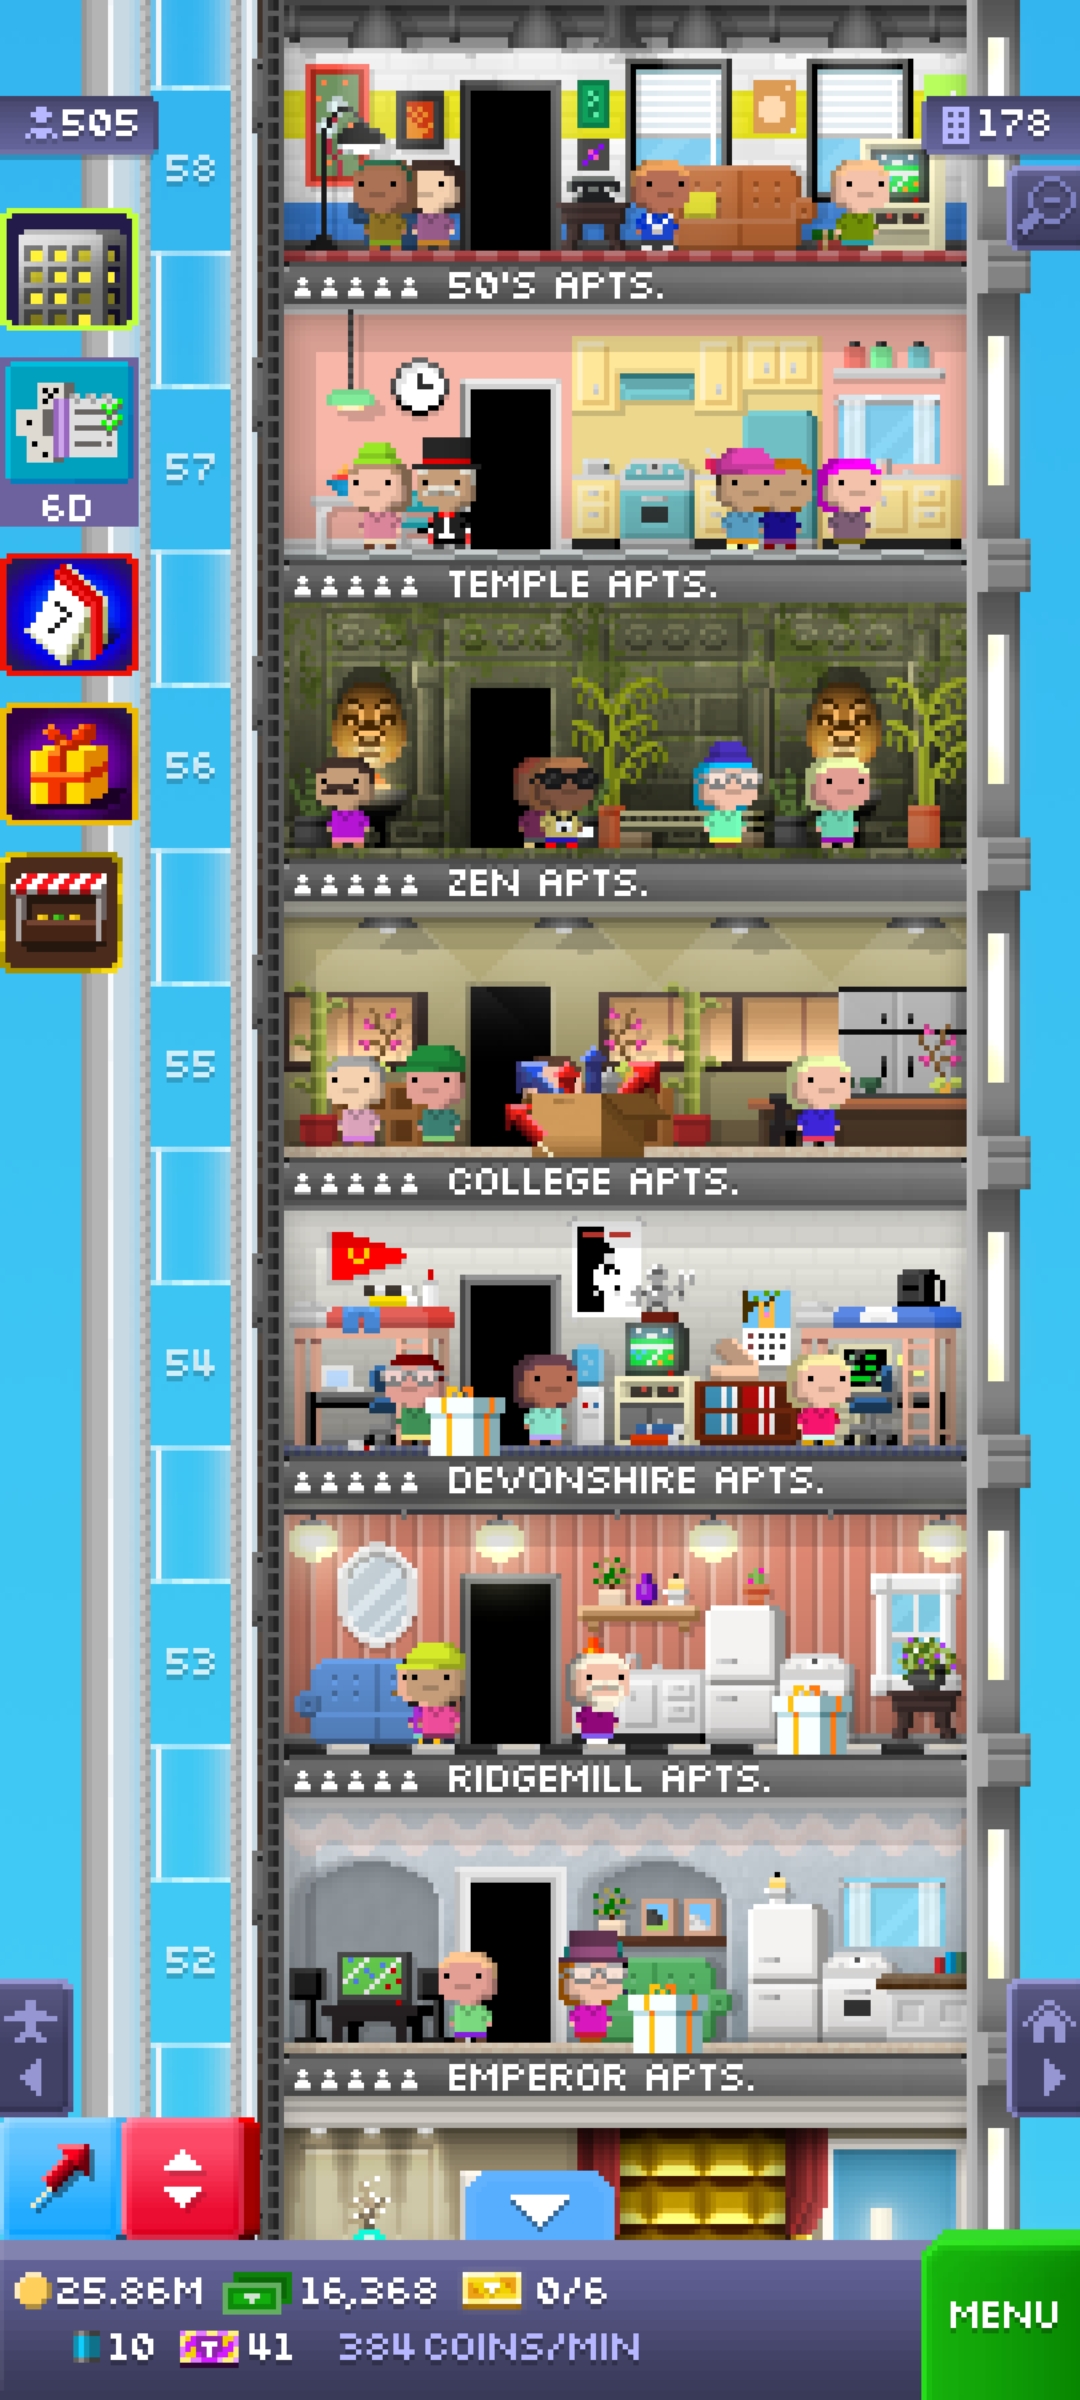 505
178
58
50'S APTS.
6D
57
TEMPLE APTS.
7
56
ZEN APTS.
55
COLLEGE APTS.
54
DEVONSHIRE APTS.
53
RIDGEMILL APTS.
52
EMPEROR APTS.
25.86M 16,368 0/6
MENU
10 T 41 384 COINS/MIN